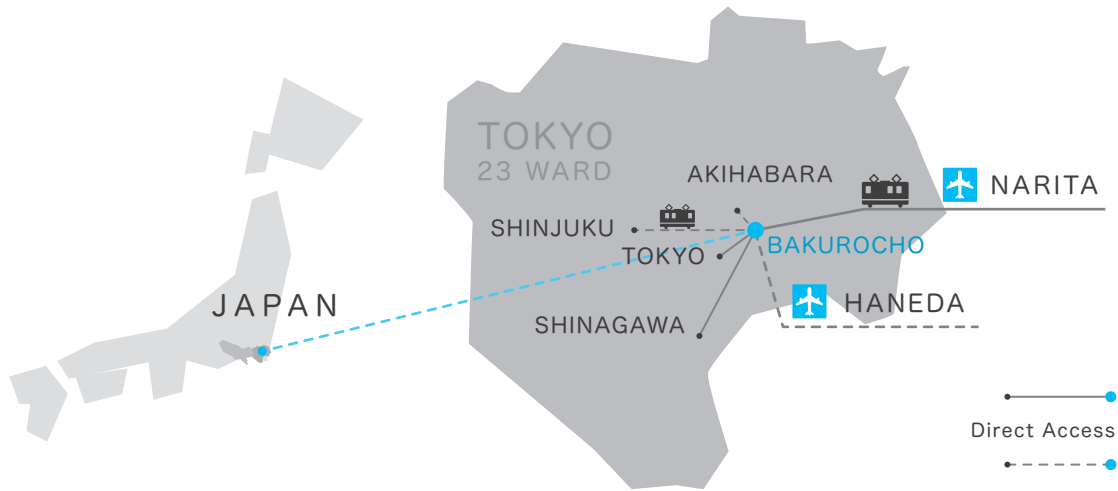 TOKYO
23 WARD
AKIHABARA
NARITA
SHINJUKU
BAKUROCHO
TOKYO
JAPAN
HANEDA
SHINAGAWA
Direct Access